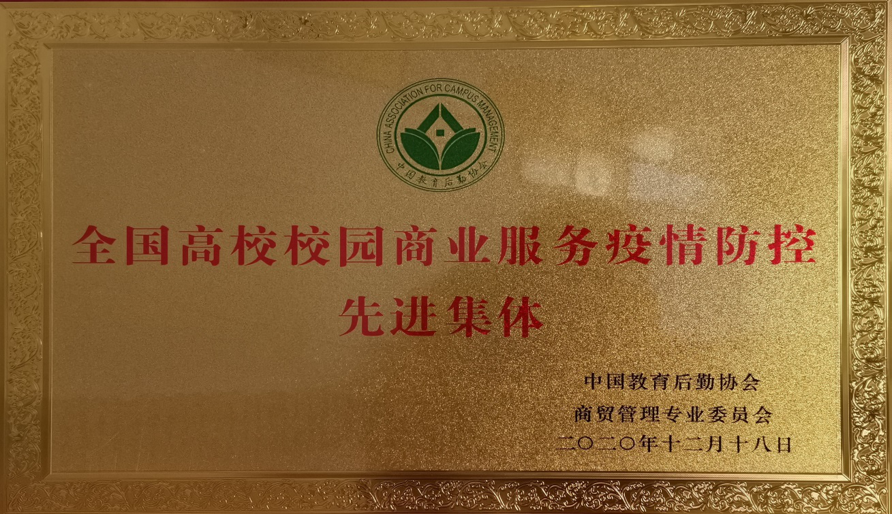 CHINA ASSOCIATION FOR CAMPUS MANAGEMENT
中国教育后勤协会
全国高校校园商业服务疫情防控
先进集体
中国教育后勤协会
商贸管理专业委员会
二〇二〇年十二月十八日